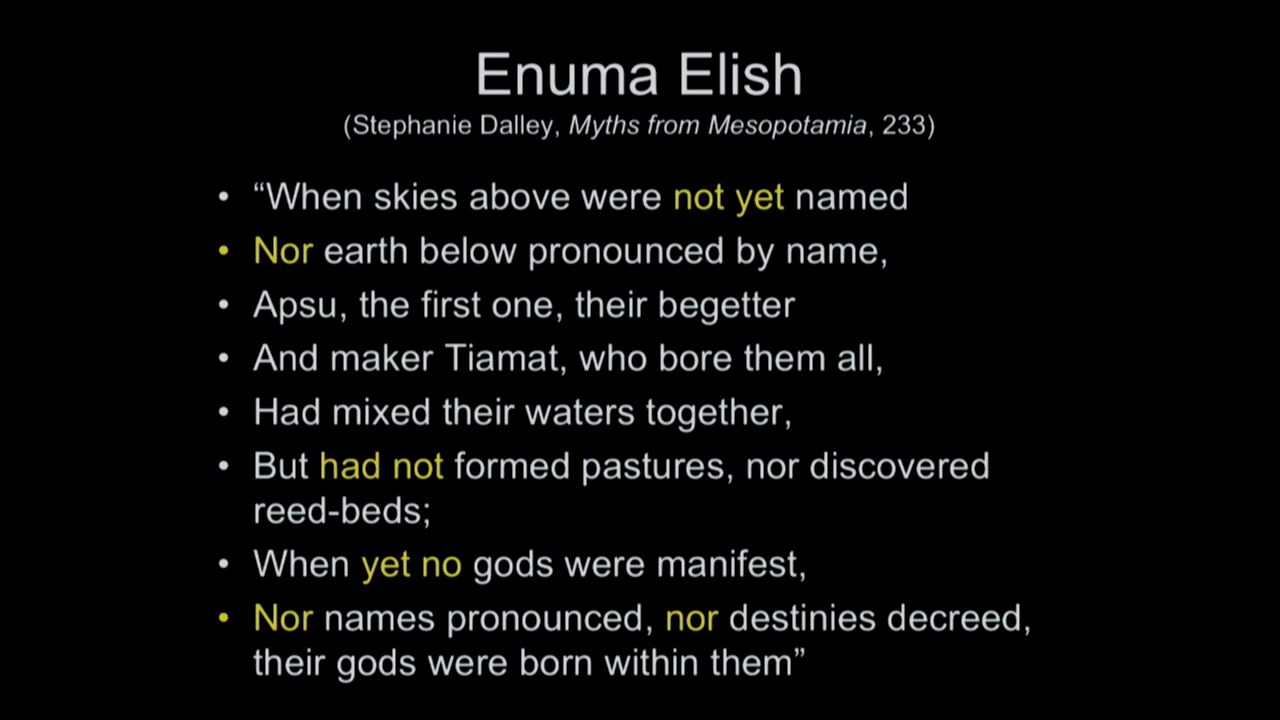 Enuma Elish
(Stephanie Dalley, Myths from Mesopotamia, 233)
• “When skies above were not yet named
• Nor earth below pronounced by name,
• Apsu, the first one, their begetter
• And maker Tiamat, who bore them all,
• Had mixed their waters together,
• But had not formed pastures, nor discovered
reed-beds;
• When yet no gods were manifest,
• Nor names pronounced, nor destinies decreed,
their gods were born within them”